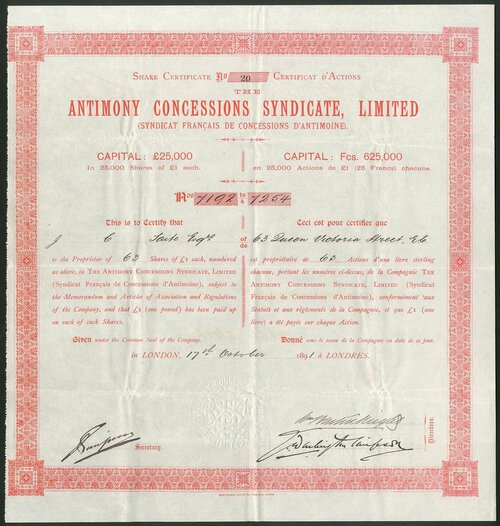 SHARE CERTIFICATE No 20 CERTIFICAT D'ACTIONS
THE
ANTIMONY CONCESSIONS SYNDICATE, LIMITED
(SYNDICAT FRANÇAIS DE CONCESSIONS D'ANTIMOINE).
CAPITAL: £25,000
In 25,000 Shares of £1 each.
CAPITAL: Fcs. 625,000
en 25,000 Actions de £1 (25 Francs) chacune.
Nos 7192 to à 7254
This is to Certify that
J C Esqre of
is the Proprietor of 63 Shares of £1 each, numbered
as above, in THE ANTIMONY CONCESSIONS SYNDICATE, LIMITED
(Syndicat Français de Concessions d'Antimoine), subject to
the Memorandum and Articles of Association and Regulations
of the Company, and that £1 (one pound) has been paid up
on each of such Shares.
Given under the Common Seal of the Company.
Ceci est pour certifier que
de 63 Queen Victoria Street, E.C.
est propriétaire de 63 Actions d'une livre sterling
chacune, portant les numéros ci-dessus, de la Compagnie THE
ANTIMONY CONCESSIONS SYNDICATE, LIMITED (Syndicat
Français de Concessions d'Antimoine), conformément aux
Statuts et aux règlements de la Compagnie, et que £1 (une
livre) a été payie sur chaque Action.
Donné sous le sceau de la Compagnie en date de ce jour.
in LONDON, 17th October 1891 à LONDRES.
Secretary
Directors